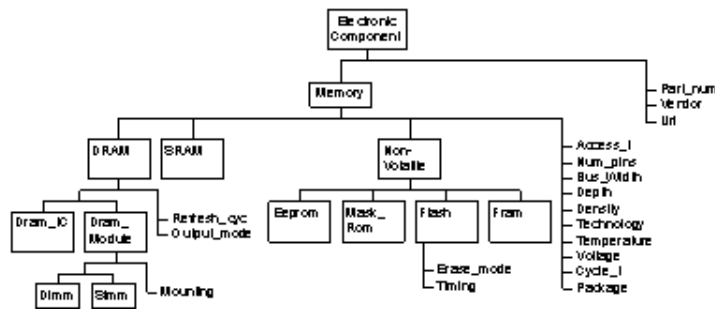 Electronic
Component
Memory
Part_num
Vendor
Url
DRAM
SRAM
Non-
Volatile
Access_t
Num_pins
Bus_Width
Depth
Density
Technology
Temperature
Voltage
Cycle_t
Package
Refresh_cyc
Output_mode
Dram_IC
Dram_
Module
Eeprom
Mask_
Rom
Flash
Fram
Erase_mode
Timing
Mounting
Dimm
Simm